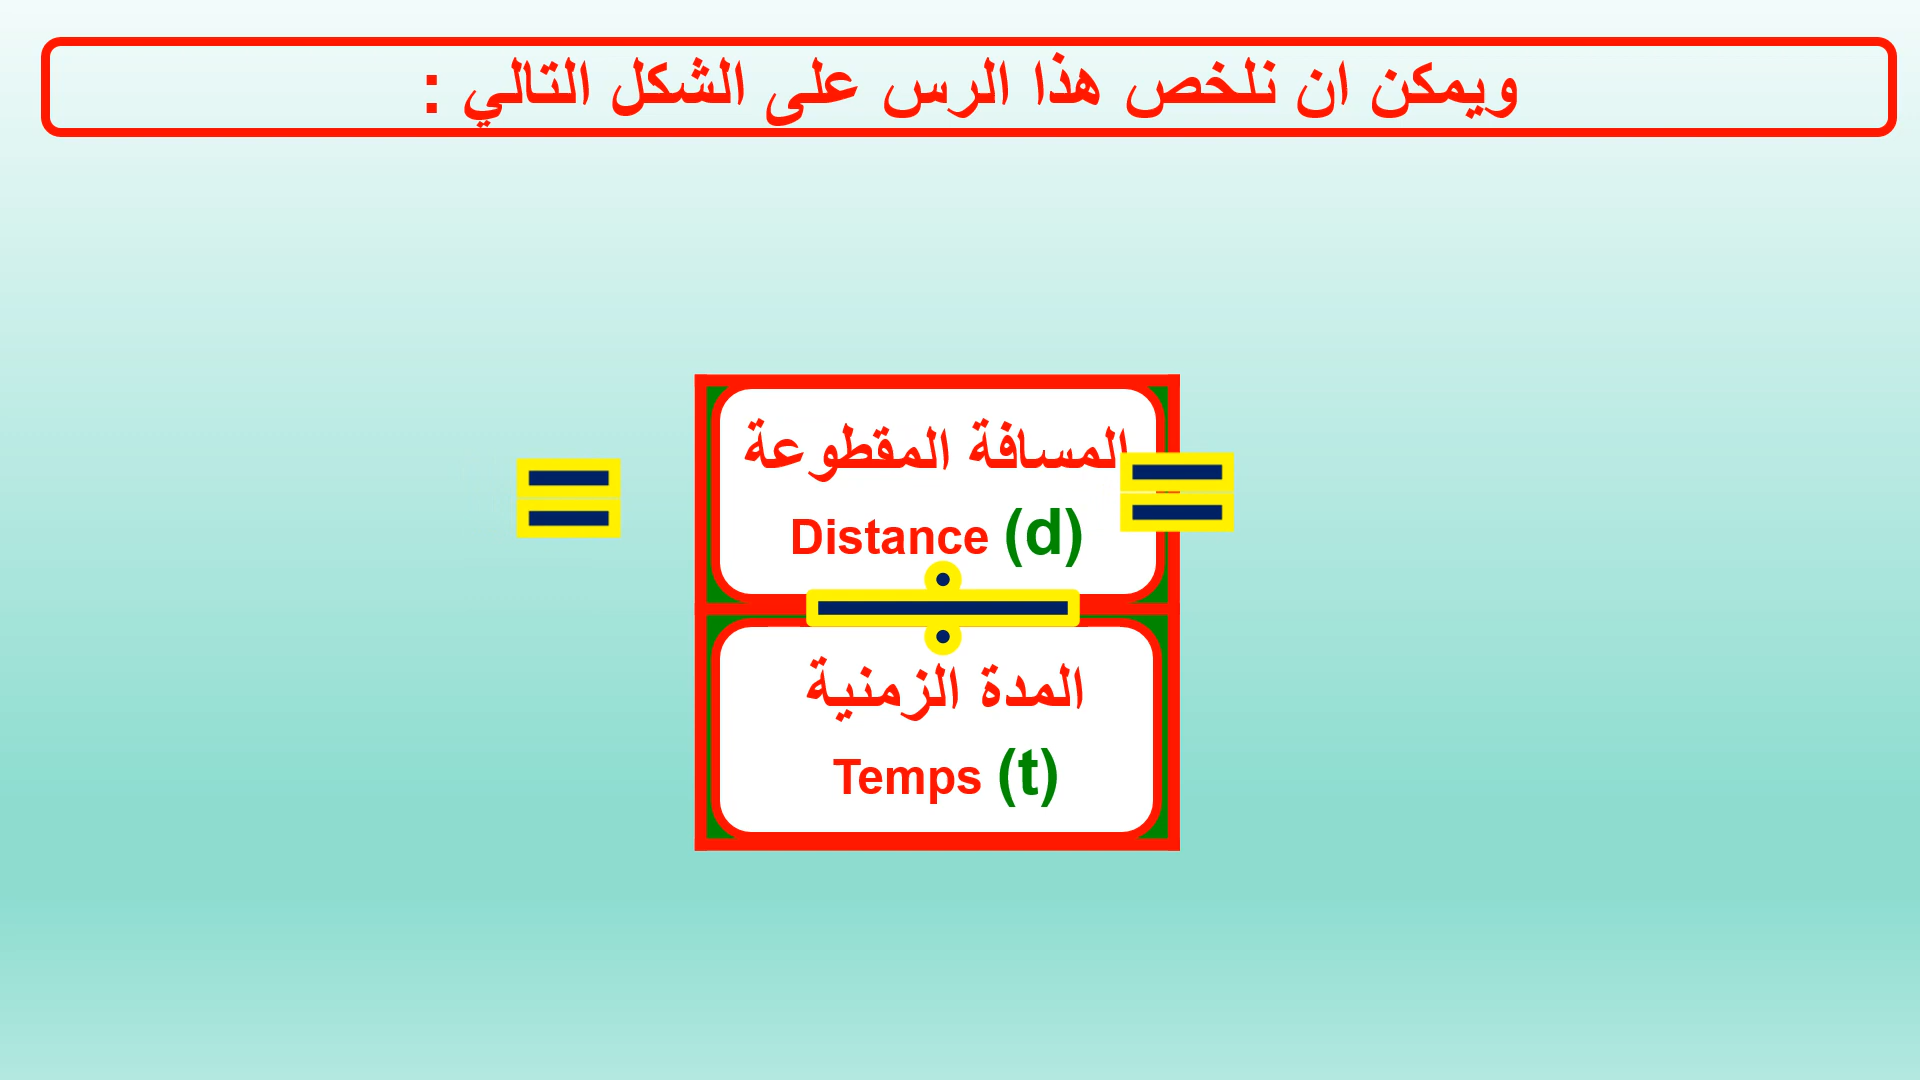 ويمكن ان نلخص هذا الرس على الشكل التالي :
=
المسافة المقطوعة
=
Distance (d)
÷
المدة الزمنية
Temps (t)